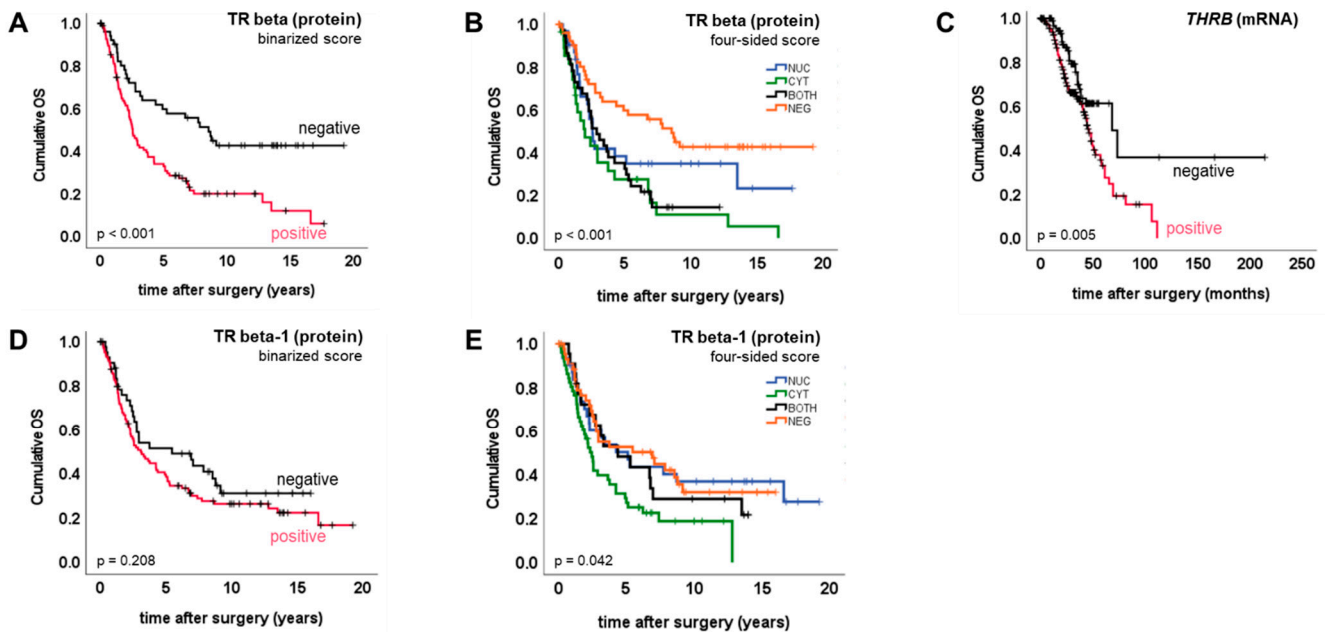 A
TR beta (protein)
binarized score
Cumulative OS
1.0
0.8
0.6
0.4
0.2
0.0
negative
positive
p < 0.001
0 5 10 15 20
time after surgery (years)
B
TR beta (protein)
four-sided score
NUC
CYT
BOTH
NEG
Cumulative OS
1.0
0.8
0.6
0.4
0.2
0.0
p < 0.001
0 5 10 15 20
time after surgery (years)
C
THRB (mRNA)
Cumulative OS
1.0
0.8
0.6
0.4
0.2
0.0
negative
positive
p = 0.005
0 50 100 150 200 250
time after surgery (months)
D
TR beta-1 (protein)
binarized score
Cumulative OS
1.0
0.8
0.6
0.4
0.2
0.0
negative
positive
p = 0.208
0 5 10 15 20
time after surgery (years)
E
TR beta-1 (protein)
four-sided score
NUC
CYT
BOTH
NEG
Cumulative OS
1.0
0.8
0.6
0.4
0.2
0.0
p = 0.042
0 5 10 15 20
time after surgery (years)